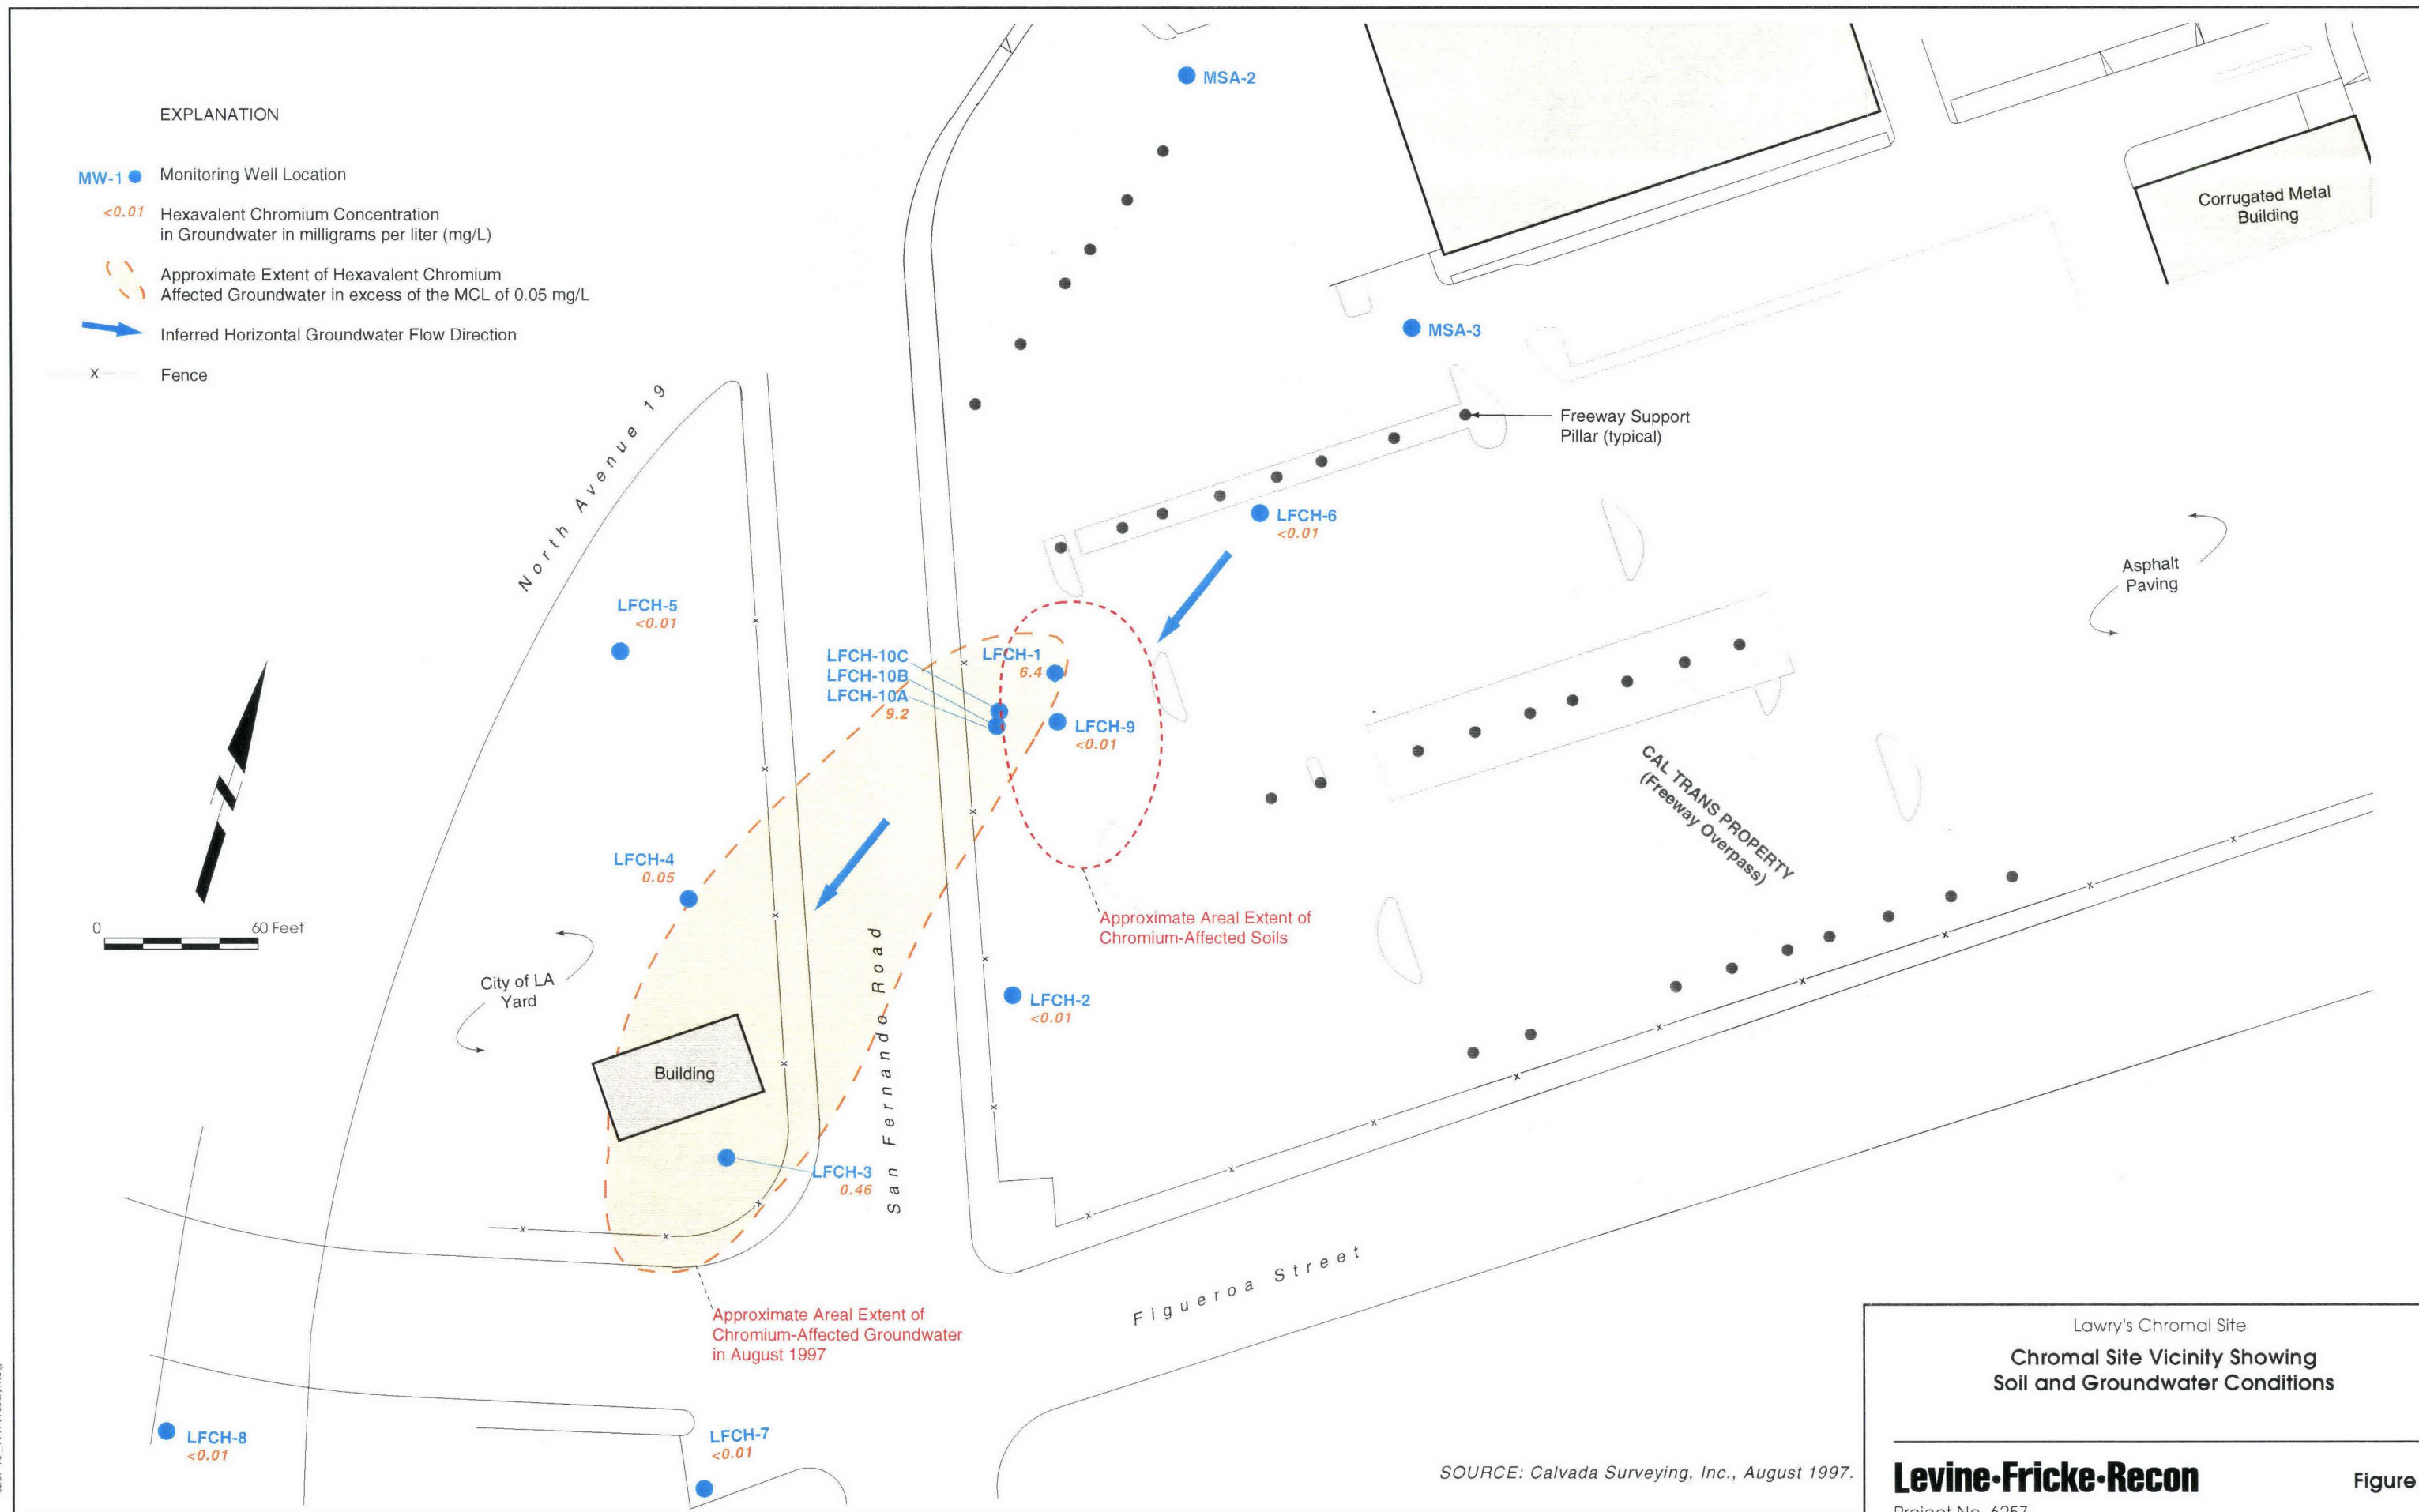 EXPLANATION
MW-1
Monitoring Well Location
<0.01
Hexavalent Chromium Concentration
in Groundwater in milligrams per liter (mg/L)
Approximate Extent of Hexavalent Chromium
Affected Groundwater in excess of the MCL of 0.05 mg/L
Inferred Horizontal Groundwater Flow Direction
X
Fence
MSA-2
Corrugated Metal
Building
MSA-3
North Avenue 19
Freeway Support
Pillar (typical)
LFCH-6
<0.01
Asphalt
Paving
LFCH-5
<0.01
LFCH-10C
LFCH-10B
LFCH-10A
9.2
LFCH-1
6.4
LFCH-9
<0.01
CAL TRANS PROPERTY
(Freeway Overpass)
LFCH-4
0.05
0
60 Feet
Approximate Areal Extent of
Chromium-Affected Soils
City of LA
Yard
LFCH-2
<0.01
San Fernando Road
Building
LFCH-3
0.46
Figueroa Street
Approximate Areal Extent of
Chromium-Affected Groundwater
in August 1997
LFCH-8
<0.01
LFCH-7
<0.01
SOURCE: Calvada Surveying, Inc., August 1997.
Lawry's Chromal Site
Chromal Site Vicinity Showing
Soil and Groundwater Conditions
Levine•Fricke•Recon
Figure
Project No. 6257